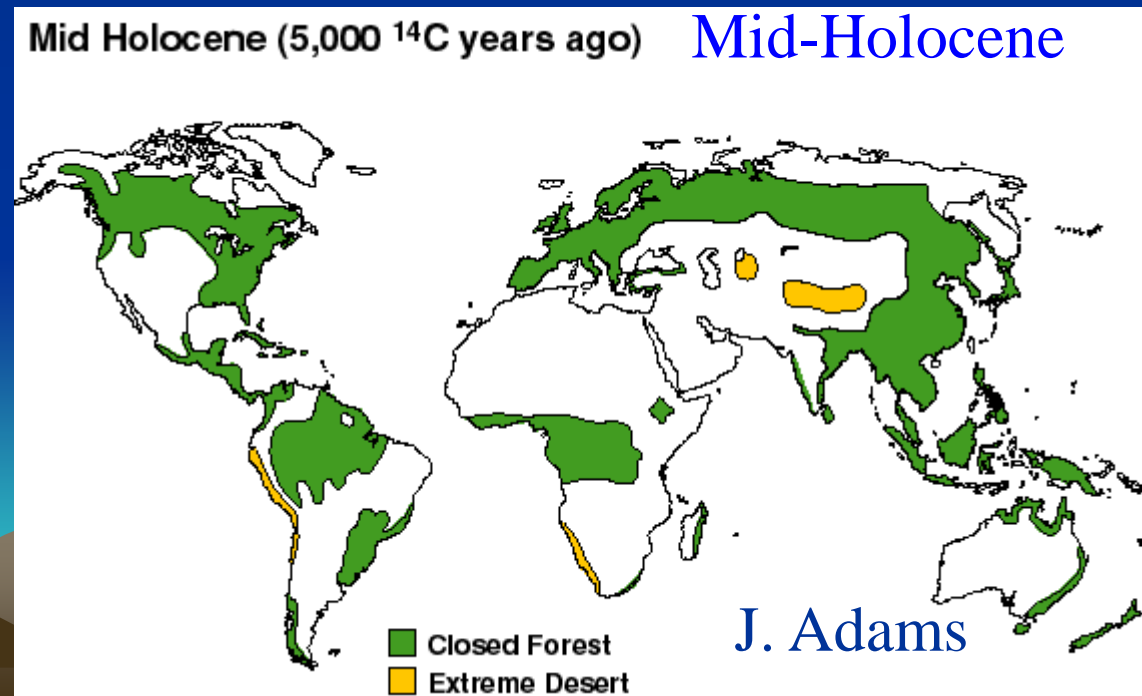 Mid Holocene (5,000 ¹⁴C years ago)
Mid-Holocene
J. Adams
Closed Forest
Extreme Desert